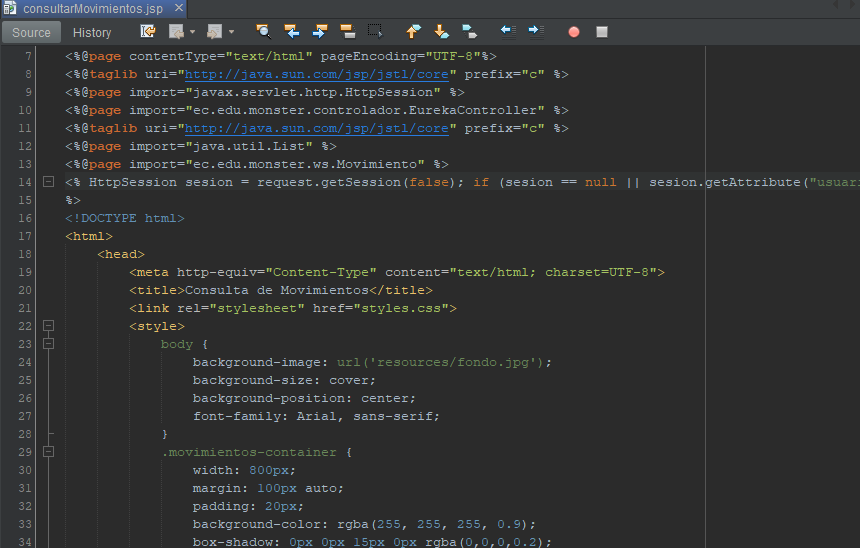 consultarMovimientos.jsp ×
Source History
7 <%@page contentType="text/html" pageEncoding="UTF-8"%>
8 <%@taglib uri="http://java.sun.com/jsp/jstl/core" prefix="c" %>
9 <%@page import="javax.servlet.http.HttpSession" %>
10 <%@page import="ec.edu.monster.controlador.EurekaController" %>
11 <%@taglib uri="http://java.sun.com/jsp/jstl/core" prefix="c" %>
12 <%@page import="java.util.List" %>
13 <%@page import="ec.edu.monster.ws.Movimiento" %>
14 <% HttpSession sesion = request.getSession(false); if (sesion == null || sesion.getAttribute("usuari
15 %>
16 <!DOCTYPE html>
17 <html>
18 <head>
19 <meta http-equiv="Content-Type" content="text/html; charset=UTF-8">
20 <title>Consulta de Movimientos</title>
21 <link rel="stylesheet" href="styles.css">
22 <style>
23 body {
24 background-image: url('resources/fondo.jpg');
25 background-size: cover;
26 background-position: center;
27 font-family: Arial, sans-serif;
28 }
29 .movimientos-container {
30 width: 800px;
31 margin: 100px auto;
32 padding: 20px;
33 background-color: rgba(255, 255, 255, 0.9);
34 box-shadow: 0px 0px 15px 0px rgba(0,0,0,0.2);